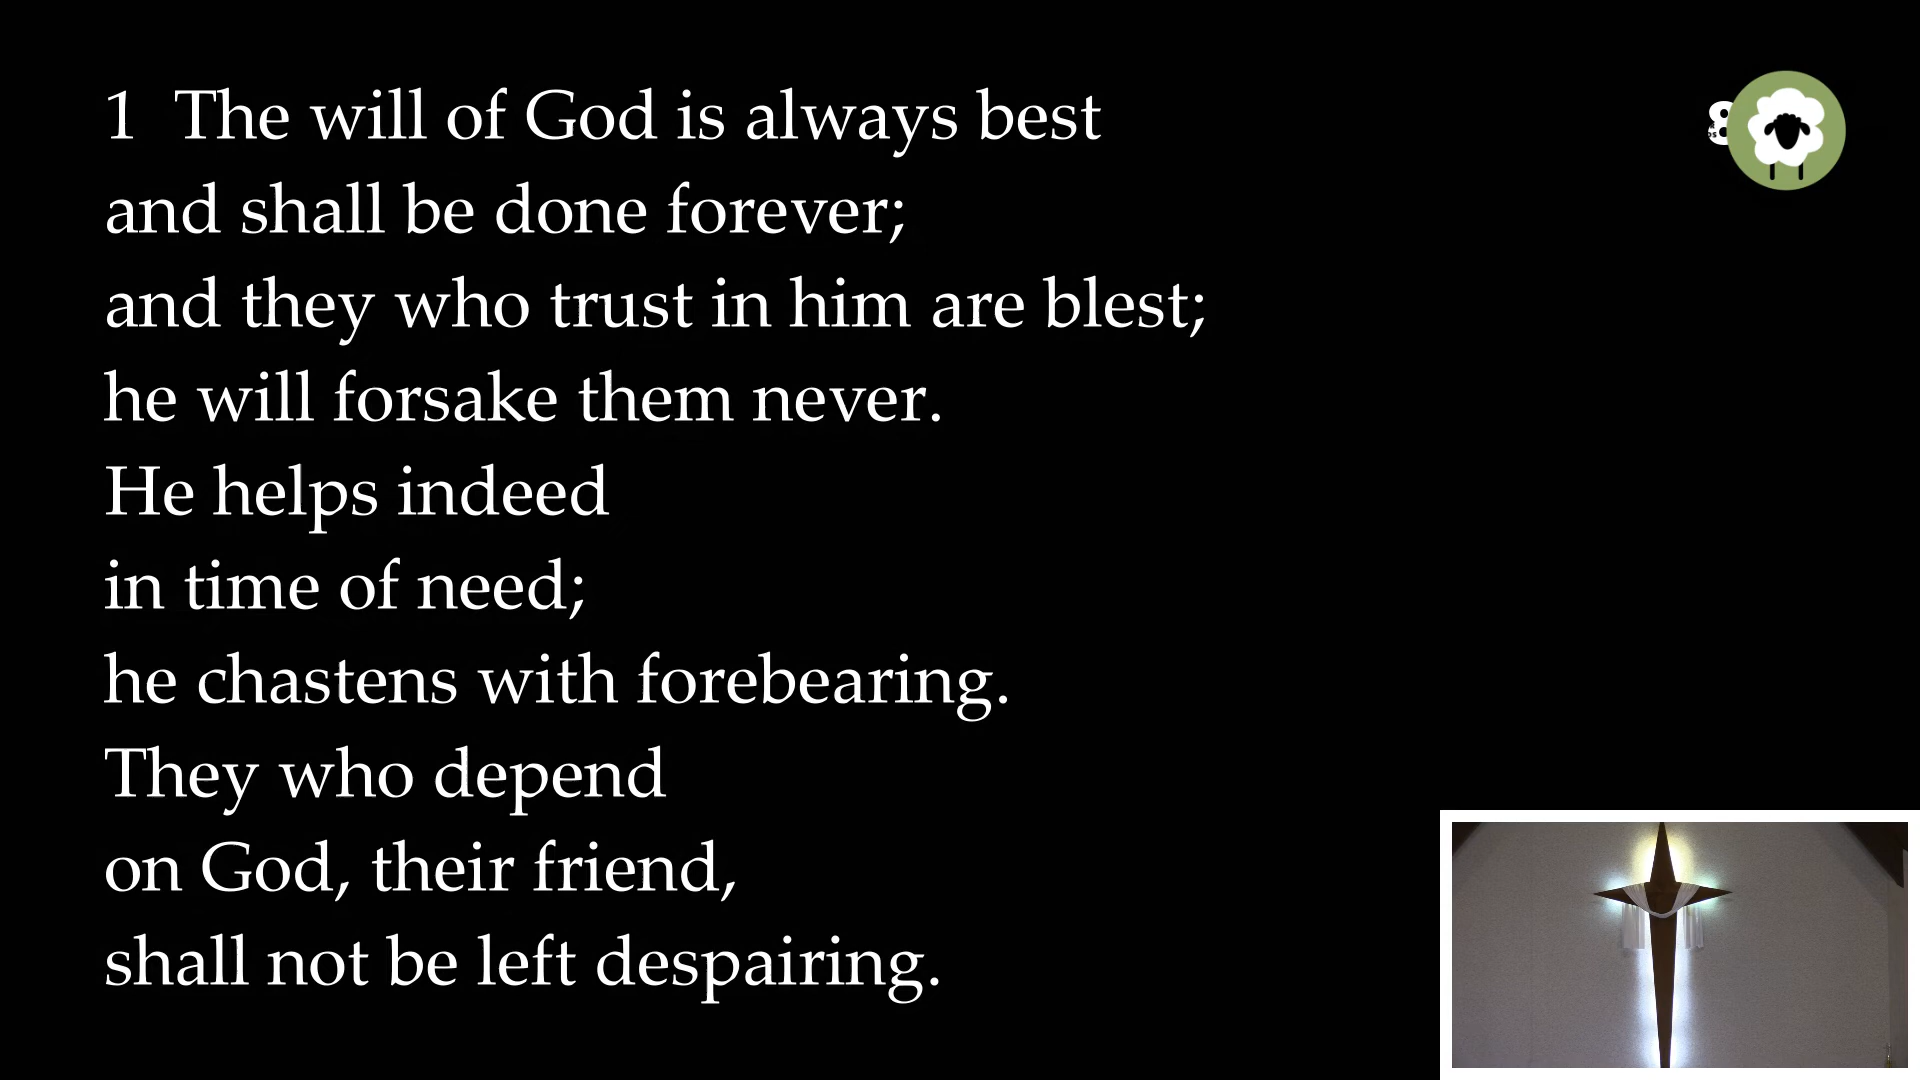 1 The will of God is always best
and shall be done forever;
and they who trust in him are blest;
he will forsake them never.
He helps indeed
in time of need;
he chastens with forebearing.
They who depend
on God, their friend,
shall not be left despairing.